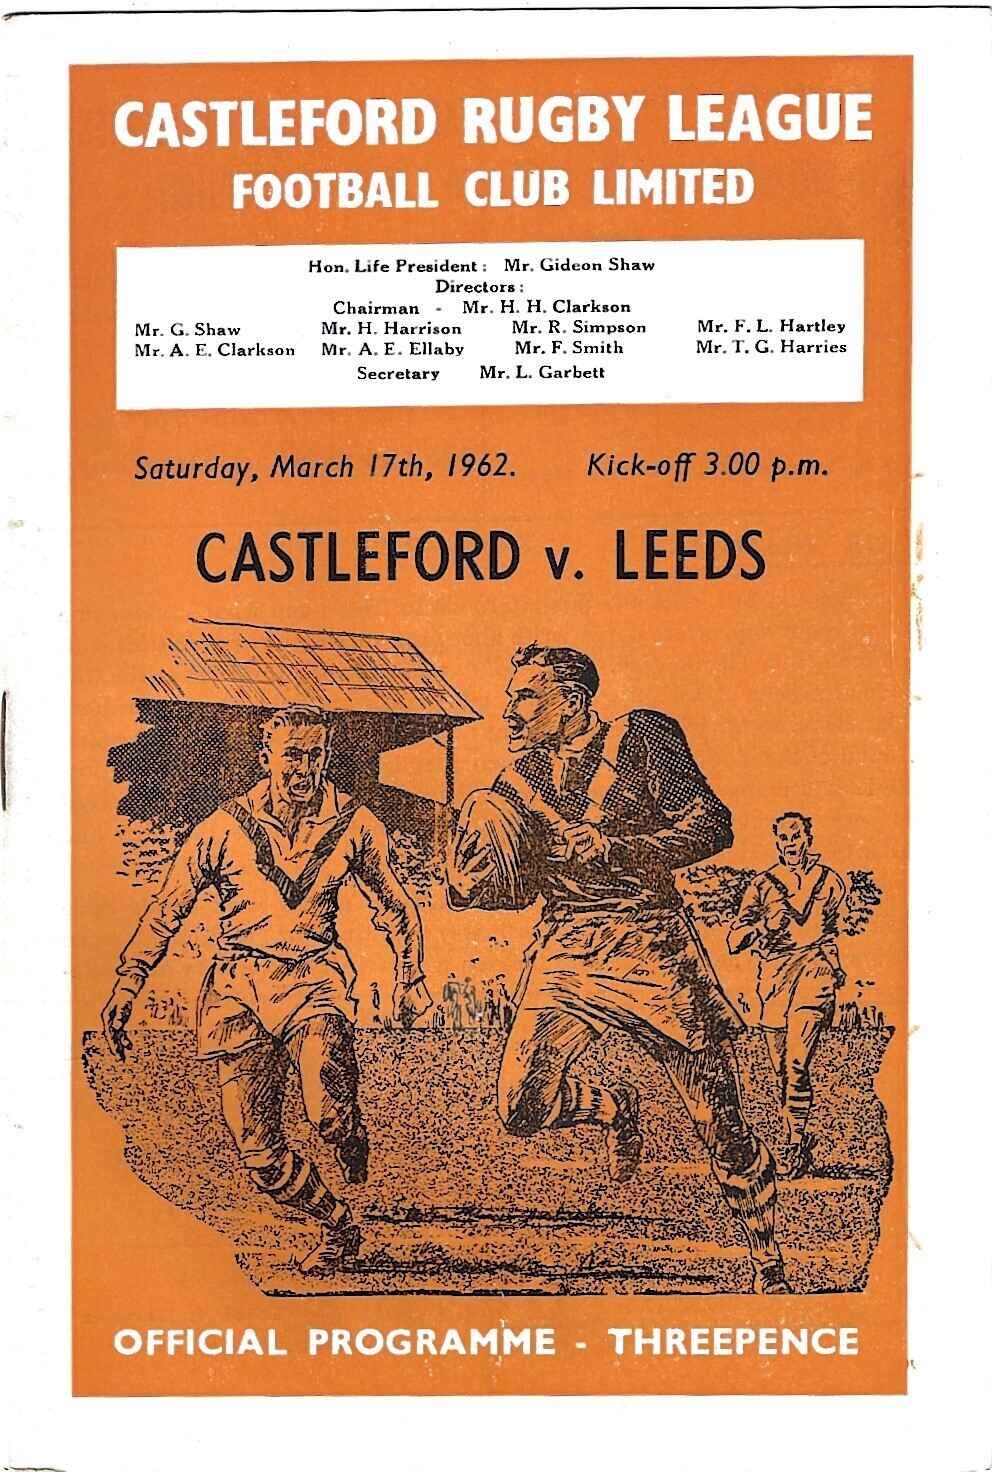 CASTLEFORD RUGBY LEAGUE
FOOTBALL CLUB LIMITED
Hon. Life President : Mr. Gideon Shaw
Directors :
Chairman - Mr. H. H. Clarkson
Mr. G. Shaw Mr. H. Harrison Mr. R. Simpson Mr. F. L. Hartley
Mr. A. E. Clarkson Mr. A. E. Ellaby Mr. F. Smith Mr. T. G. Harries
Secretary Mr. L. Garbett
Saturday, March 17th, 1962. Kick-off 3.00 p.m.
CASTLEFORD v. LEEDS
OFFICIAL PROGRAMME - THREEPENCE